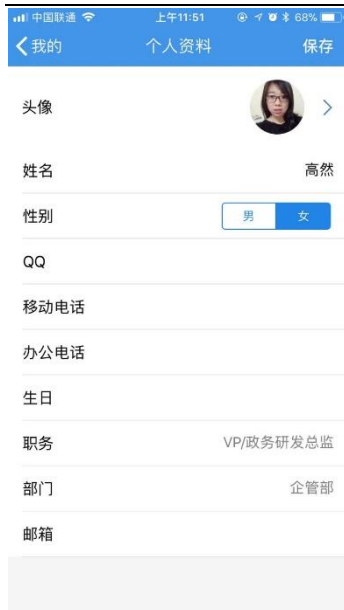 中国联通 上午11:51 68%
我的 个人资料 保存
头像
姓名 高然
性别 男 女
QQ
移动电话
办公电话
生日
职务 VP/政务研发总监
部门 企管部
邮箱